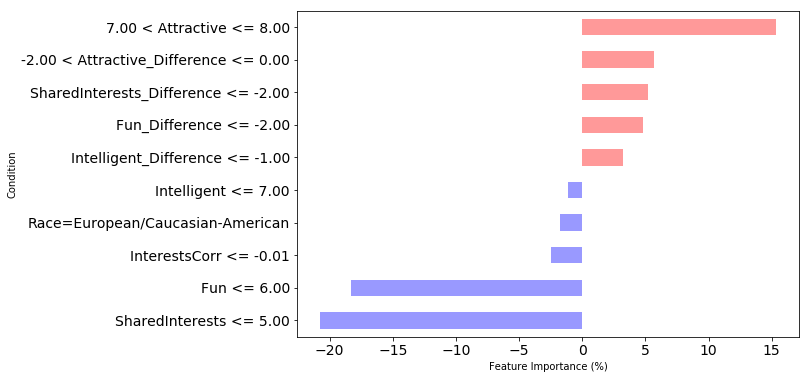 7.00 < Attractive <= 8.00
-2.00 < Attractive_Difference <= 0.00
SharedInterests_Difference <= -2.00
Fun_Difference <= -2.00
Intelligent_Difference <= -1.00
Intelligent <= 7.00
Race=European/Caucasian-American
InterestsCorr <= -0.01
Fun <= 6.00
SharedInterests <= 5.00
Condition
−20 −15 −10 −5 0 5 10 15
Feature Importance (%)